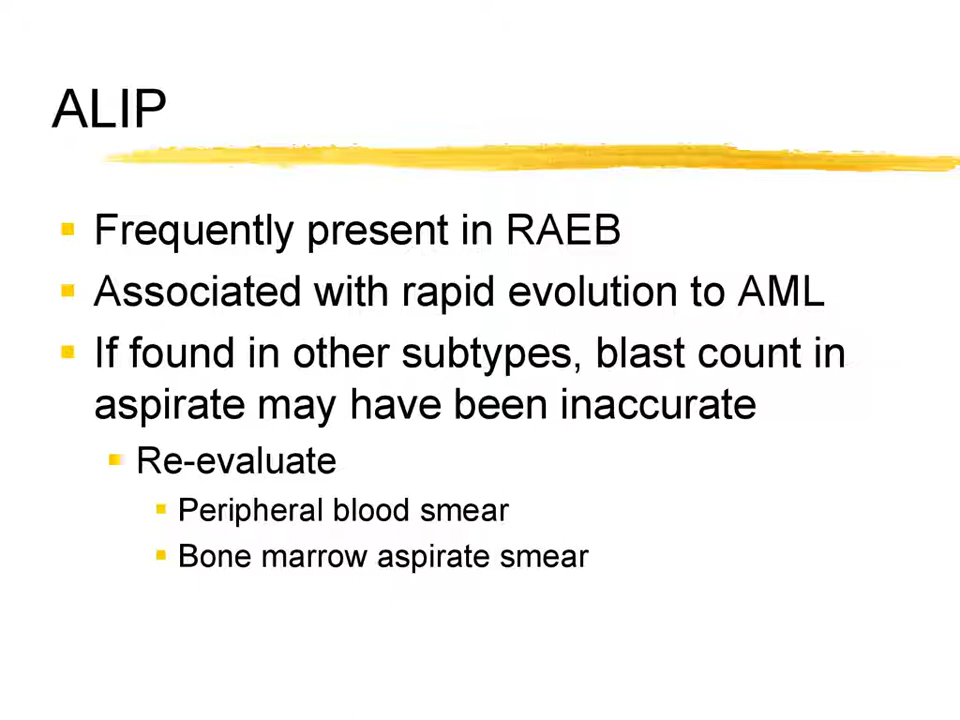 ALIP
Frequently present in RAEB
Associated with rapid evolution to AML
If found in other subtypes, blast count in
aspirate may have been inaccurate
Re-evaluate
Peripheral blood smear
Bone marrow aspirate smear